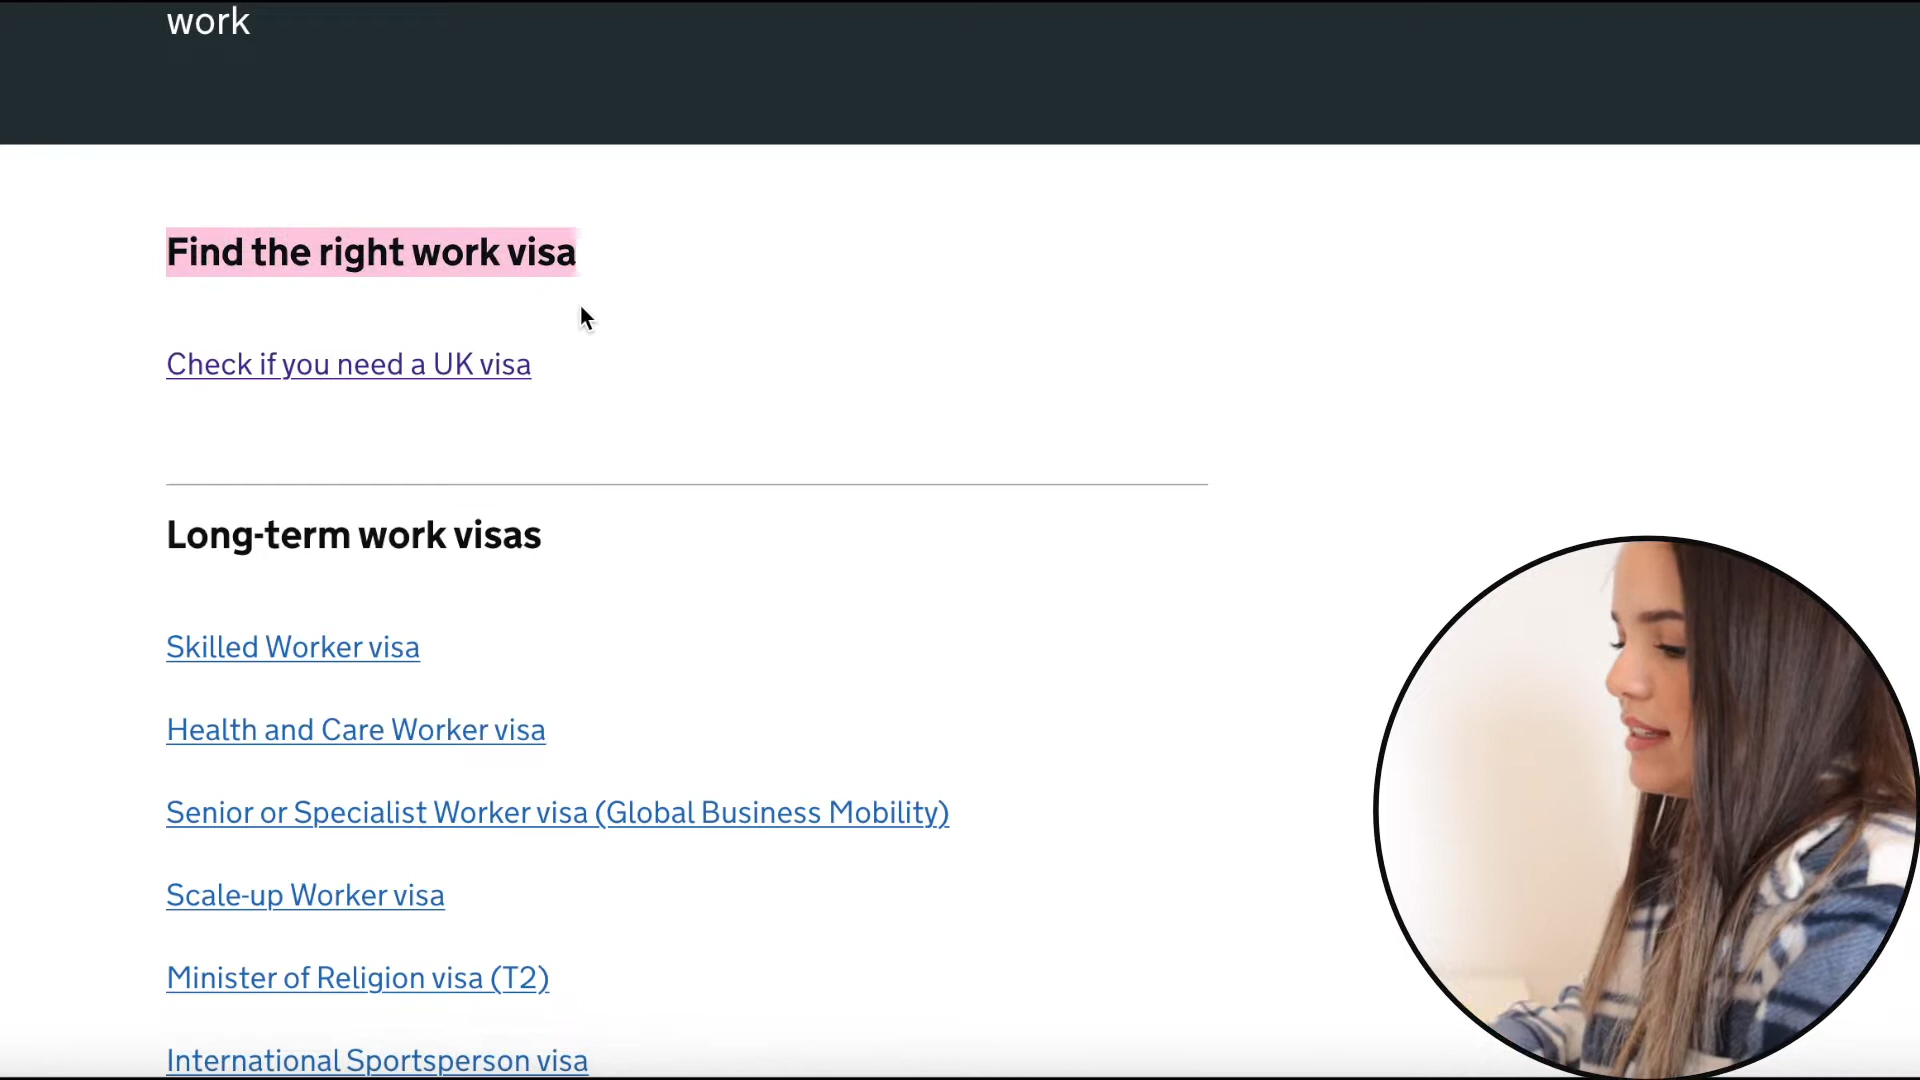 work
Find the right work visa
Check if you need a UK visa
Long-term work visas
Skilled Worker visa
Health and Care Worker visa
Senior or Specialist Worker visa (Global Business Mobility)
Scale-up Worker visa
Minister of Religion visa (T2)
International Sportsperson visa